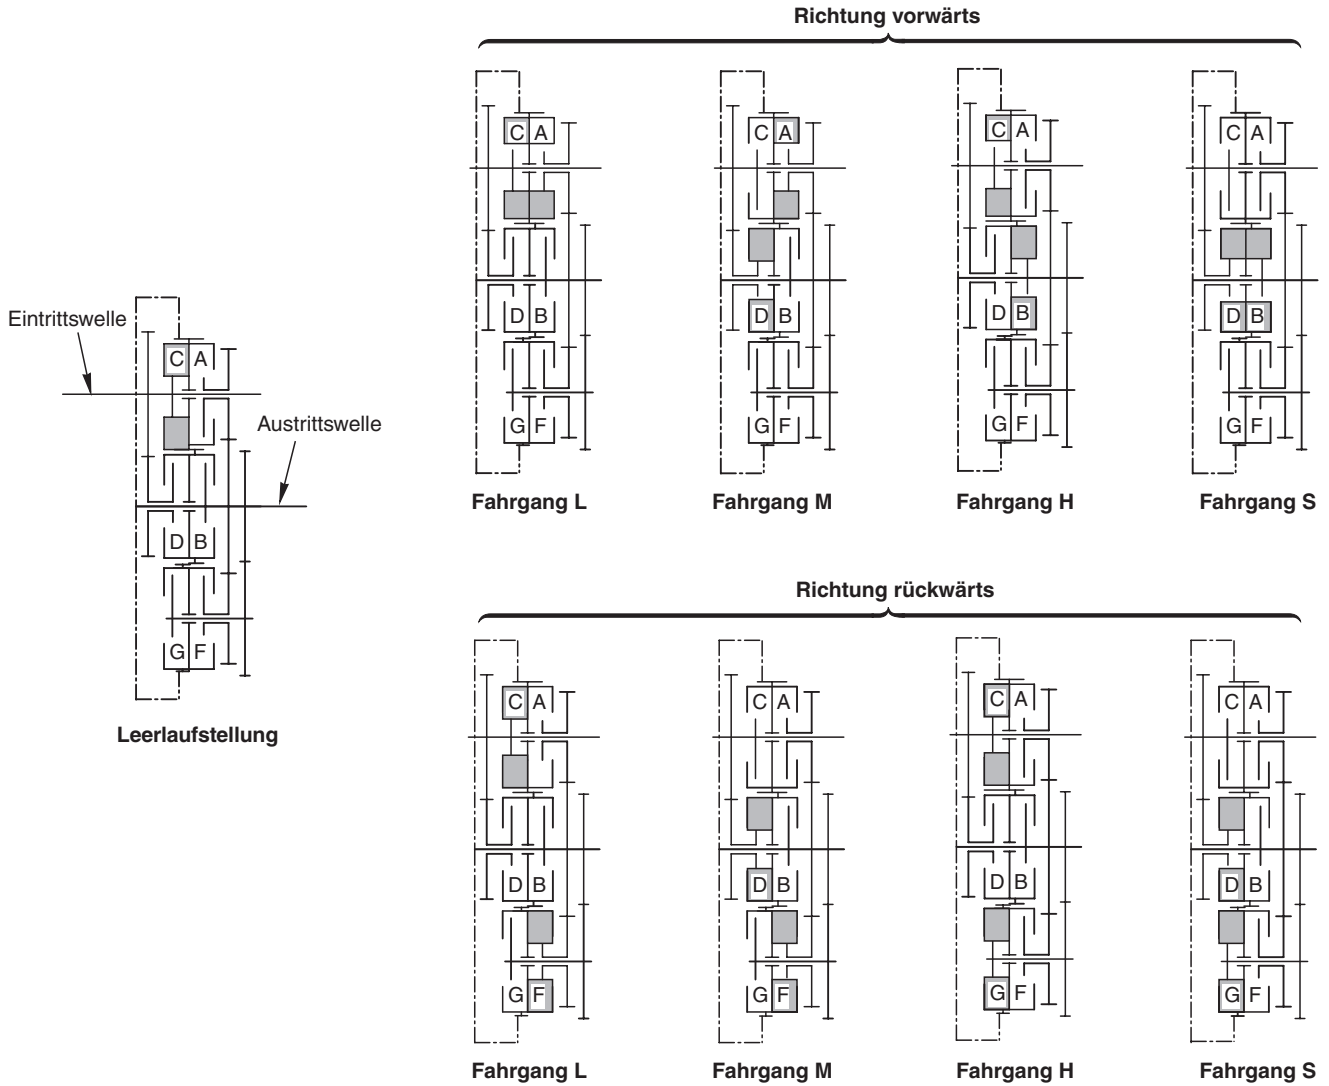 Richtung vorwärts
C A
C A
C A
C A
D B
D B
D B
D B
G F
G F
G F
G F
Fahrgang L
Fahrgang M
Fahrgang H
Fahrgang S
Eintrittswelle
C A
Austrittswelle
D B
G F
Leerlaufstellung
Richtung rückwärts
C A
C A
C A
C A
D B
D B
D B
D B
G F
G F
G F
G F
Fahrgang L
Fahrgang M
Fahrgang H
Fahrgang S